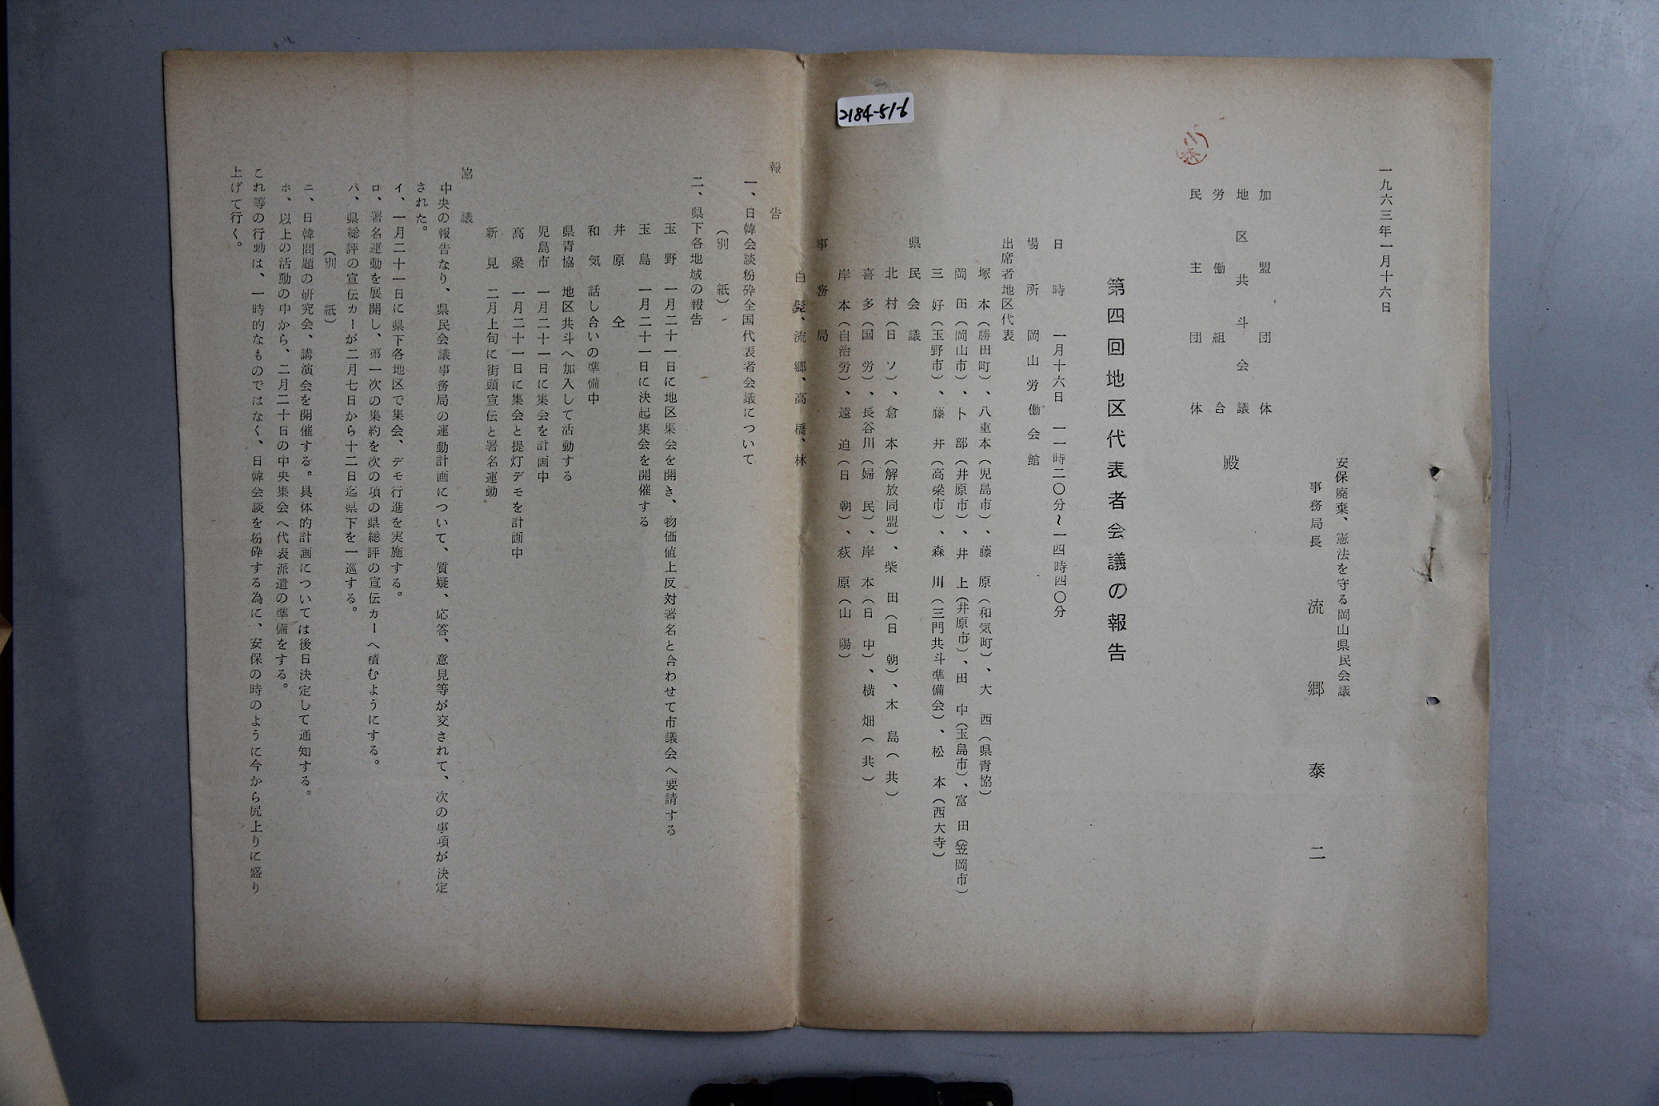 2184-51-6
一九六三年一月十六日
安保廃棄、憲法を守る岡山県民会議
事務局長　流郷泰二
加盟団体
地区共斗会議
労働組合
民主団体
殿
第四回地区代表者会議の報告
日時　一月十六日　一一時二〇分〜一四時四〇分
場所　岡山労働会館
出席者地区代表
塚本（勝田町）、八重本（児島市）、藤原（和気町）、大西（県青協）
岡田（岡山市）、卜部（井原市）、井上（井原市）、田中（玉島市）、富田（笠岡市）
三好（玉野市）、藤井（高梁市）、森川（三門共斗準備会）、松本（西大寺）
県民会議
北村（日ソ）、倉本（解放同盟）、柴田（日朝）、木島（共）
喜多（国労）、長谷川（婦民）、岸本（日中）、横畑（共）
岸本（自治労）、遠迫（日朝）、萩原（山陽）
事務局
白髭、流郷、高橋、林
報告
一、日韓会談粉砕全国代表者会議について
（別紙）
二、県下各地域の報告
玉野　一月二十一日に地区集会を開き、物価値上反対署名と合わせて市議会へ要請する
玉島　一月二十一日に決起集会を開催する
井原　仝
和気　話し合いの準備中
県青協　地区共斗へ加入して活動する
児島市　一月二十一日に集会を計画中
高梁　一月二十一日に集会と提灯デモを計画中
新見　二月上旬に街頭宣伝と署名運動
協議
中央の報告なり、県民会議事務局の運動計画について、質疑、応答、意見等が交されて、次の事項が決定
された。
イ、一月二十一日に県下各地区で集会、デモ行進を実施する。
ロ、署名運動を展開し、第一次の集約を次の項の県総評の宣伝カーへ積むようにする。
ハ、県総評の宣伝カーが二月七日から十二日迄県下を一巡する。
（別紙）
ニ、日韓問題の研究会、講演会を開催する。具体的計画については後日決定して通知する。
ホ、以上の活動の中から、二月二十日の中央集会へ代表派遣の準備をする。
これ等の行動は、一時的なものではなく、日韓会談を粉砕する為に、安保の時のように今から尻上りに盛り
上げて行く。